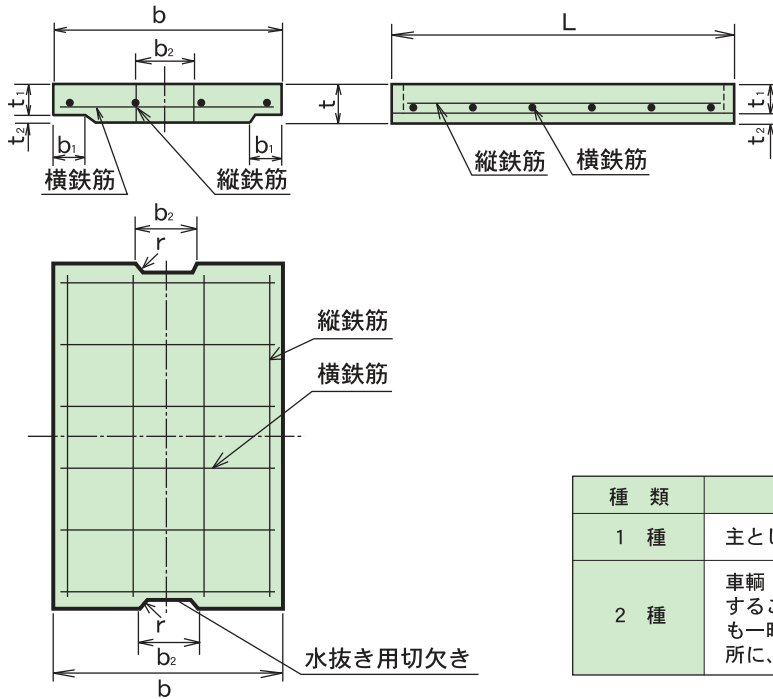 b
b₂
t₁
t₂
b₁
b₁
横鉄筋
縦鉄筋
L
t
t₁
t₂
縦鉄筋
横鉄筋
b₂
r
縦鉄筋
横鉄筋
r
b₂
b
水抜き用切欠き
種 類
1 種
主とし
2 種
車輌
するこ
も一時
所に、